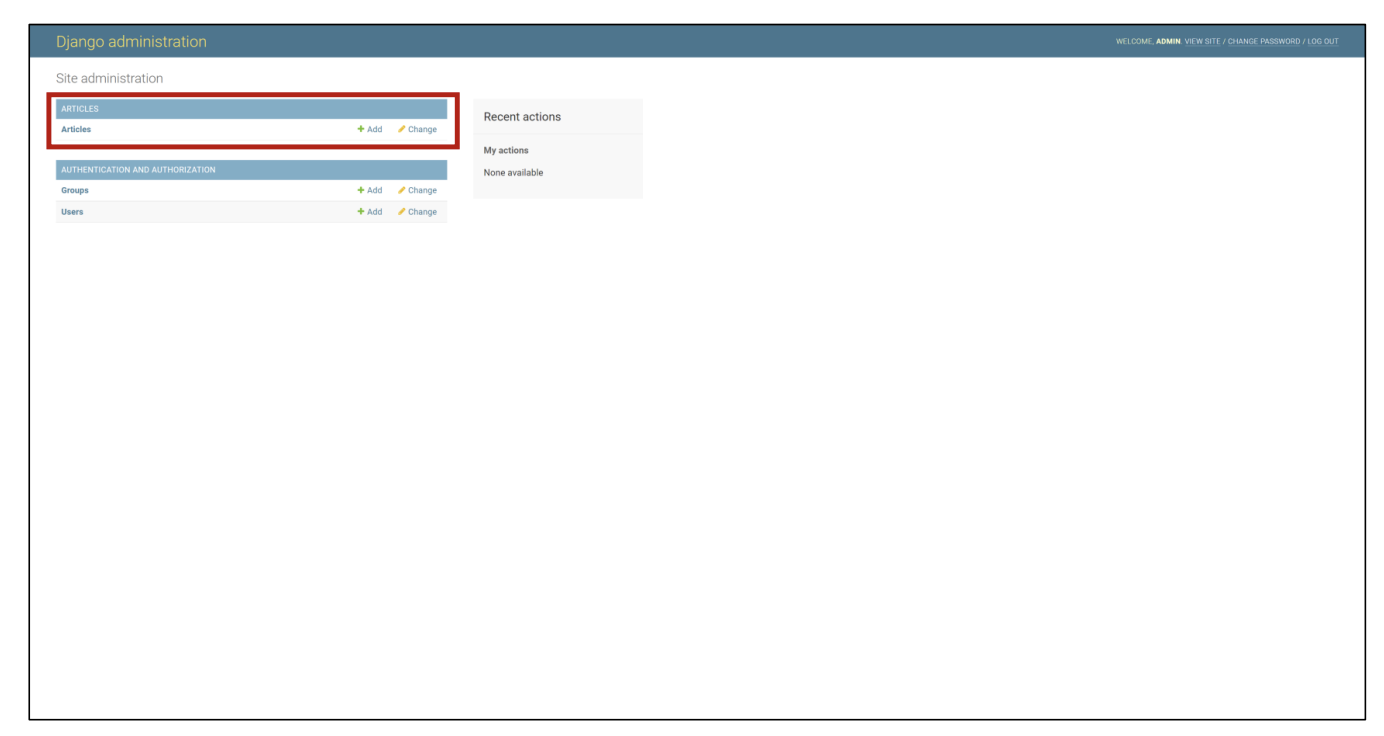 Django administration
WELCOME, ADMIN. VIEW SITE / CHANGE PASSWORD / LOG OUT
Site administration
ARTICLES
Articles + Add Change
AUTHENTICATION AND AUTHORIZATION
Groups + Add Change
Users + Add Change
Recent actions
My actions
None available